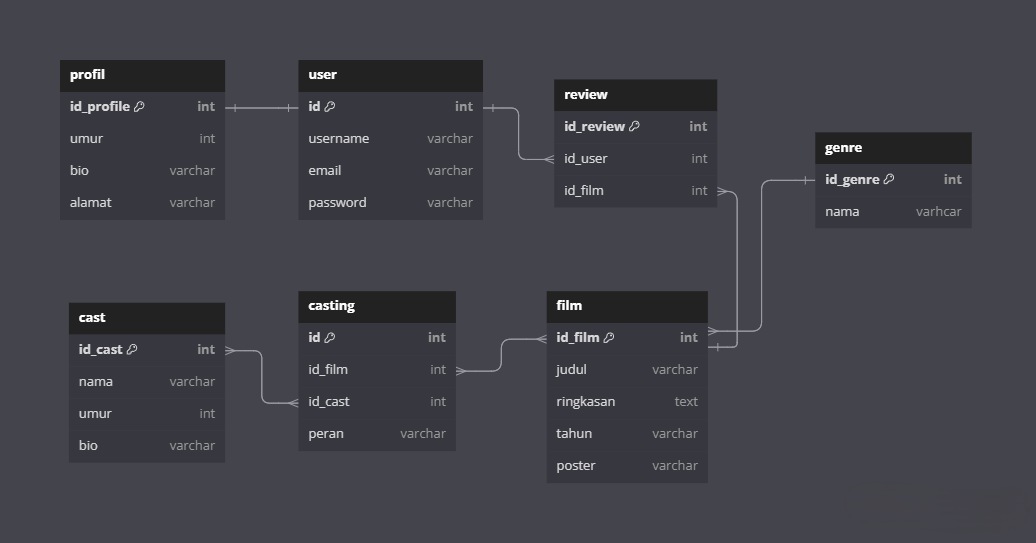 profil
id_profile int
umur int
bio varchar
alamat varchar
user
id int
username varchar
email varchar
password varchar
review
id_review int
id_user int
id_film int
genre
id_genre int
nama varhcar
cast
id_cast int
nama varchar
umur int
bio varchar
casting
id int
id_film int
id_cast int
peran varchar
film
id_film int
judul varchar
ringkasan text
tahun varchar
poster varchar